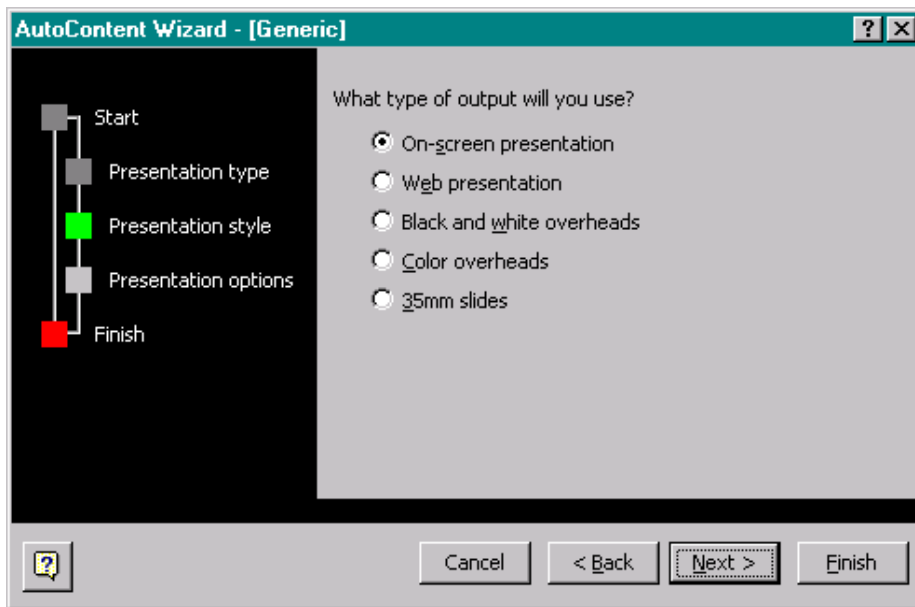 AutoContent Wizard - [Generic]
Start
Presentation type
Presentation style
Presentation options
Finish
What type of output will you use?
On-screen presentation
Web presentation
Black and white overheads
Color overheads
35mm slides
Cancel
< Back
Next >
Finish